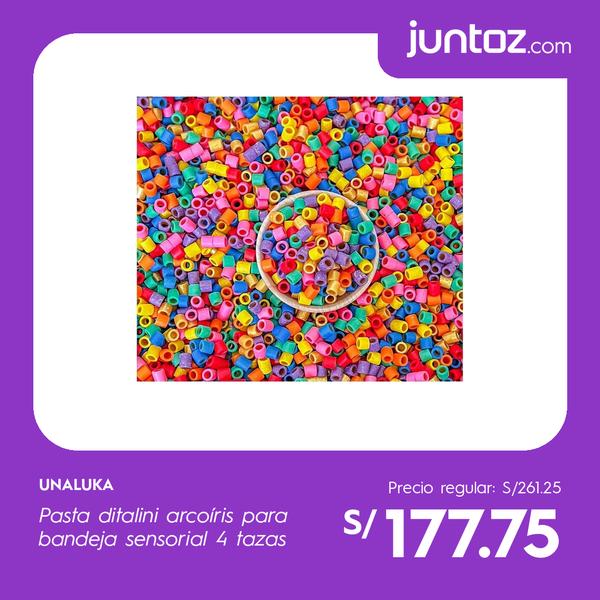 juntoz.com
UNALUKA
Pasta ditalini arcoíris para
bandeja sensorial 4 tazas
Precio regular: S/261.25
S/177.75